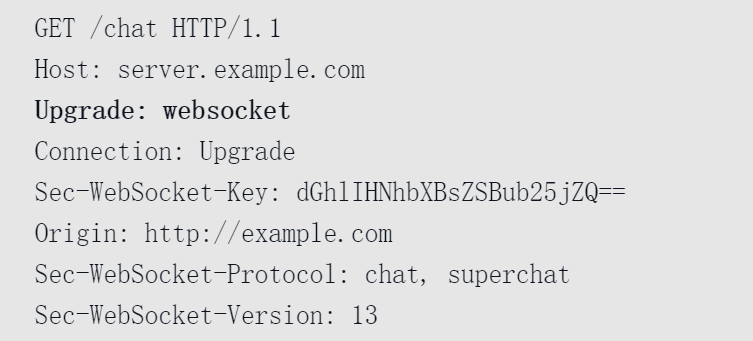 GET /chat HTTP/1.1
Host: server.example.com
Upgrade: websocket
Connection: Upgrade
Sec-WebSocket-Key: dGhlIHNhbXBsZSBub25jZQ==
Origin: http://example.com
Sec-WebSocket-Protocol: chat, superchat
Sec-WebSocket-Version: 13